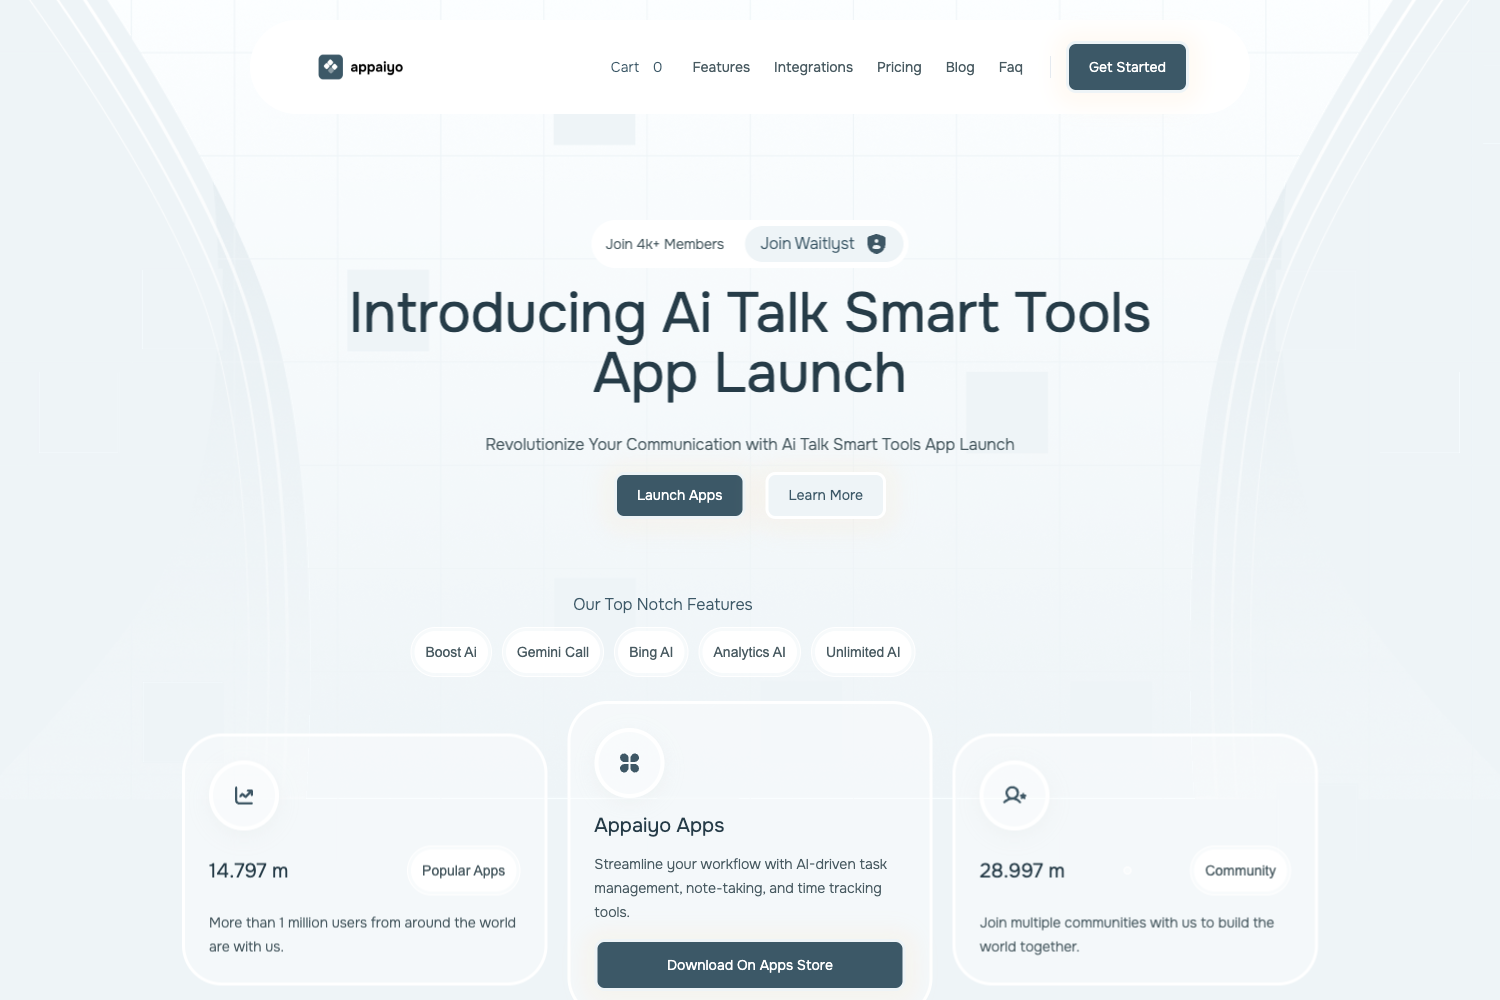 appaiyo
Cart 0 Features Integrations Pricing Blog Faq Get Started
Join 4k+ Members Join Waitlyst
Introducing Ai Talk Smart Tools
App Launch
Revolutionize Your Communication with Ai Talk Smart Tools App Launch
Launch Apps Learn More
Our Top Notch Features
Boost Ai Gemini Call Bing AI Analytics AI Unlimited AI
14.797 m Popular Apps
More than 1 million users from around the world
are with us.
Appaiyo Apps
Streamline your workflow with AI-driven task
management, note-taking, and time tracking
tools.
Download On Apps Store
28.997 m Community
Join multiple communities with us to build the
world together.